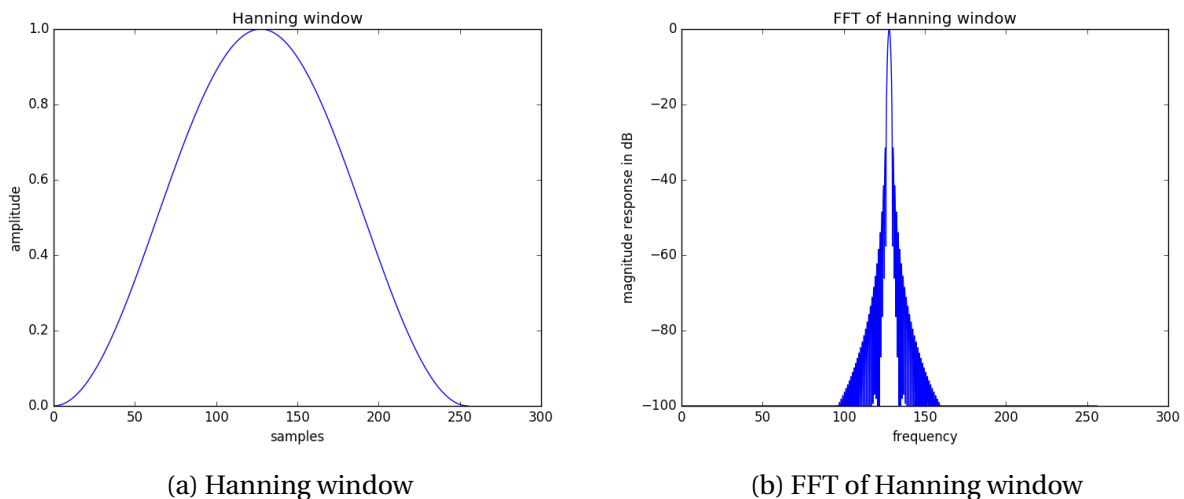 Hanning window
1.0
0.8
0.6
0.4
0.2
0.0
amplitude
0 50 100 150 200 250 300
samples
(a) Hanning window
FFT of Hanning window
0
−20
−40
−60
−80
−100
magnitude response in dB
0 50 100 150 200 250 300
frequency
(b) FFT of Hanning window